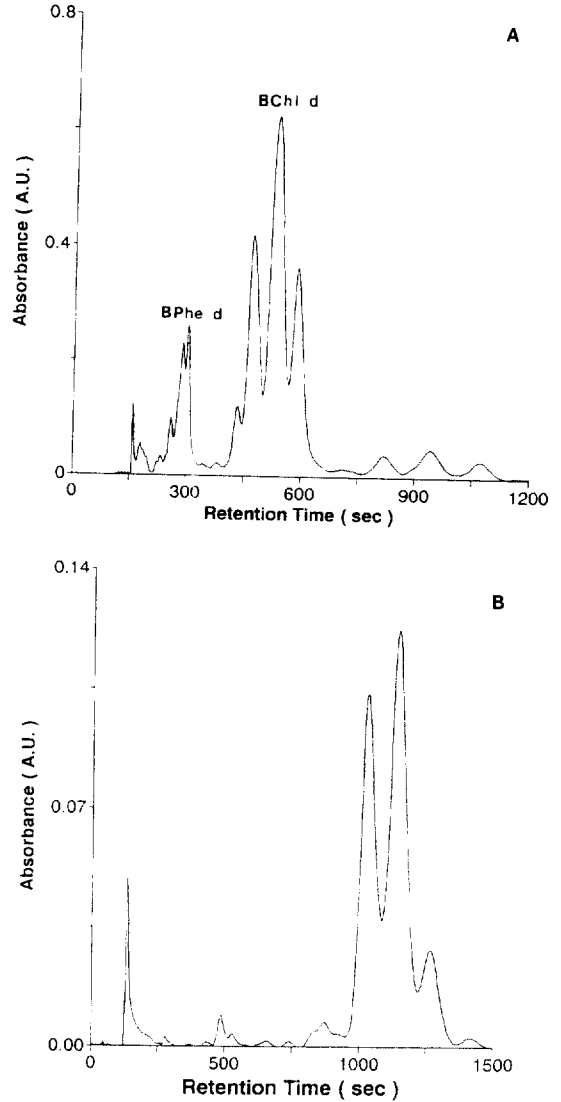 0.8
A
BChl d
Absorbance ( A.U. )
0.4
BPhe d
0
0 300 600 900 1200
Retention Time ( sec )
0.14
B
Absorbance ( A.U. )
0.07
0.00
0 500 1000 1500
Retention Time ( sec )